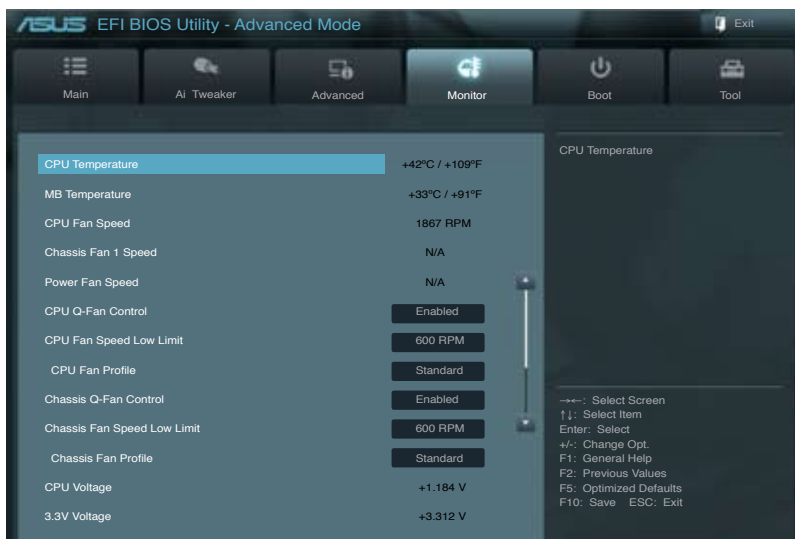 ASUS EFI BIOS Utility - Advanced Mode
Exit
Main
Ai Tweaker
Advanced
Monitor
Boot
Tool
CPU Temperature +42°C / +109°F
MB Temperature +33°C / +91°F
CPU Fan Speed 1867 RPM
Chassis Fan 1 Speed N/A
Power Fan Speed N/A
CPU Q-Fan Control Enabled
CPU Fan Speed Low Limit 600 RPM
CPU Fan Profile Standard
Chassis Q-Fan Control Enabled
Chassis Fan Speed Low Limit 600 RPM
Chassis Fan Profile Standard
CPU Voltage +1.184 V
3.3V Voltage +3.312 V
CPU Temperature
→←: Select Screen
↑↓: Select Item
Enter: Select
+/-: Change Opt.
F1: General Help
F2: Previous Values
F5: Optimized Defaults
F10: Save ESC: Exit